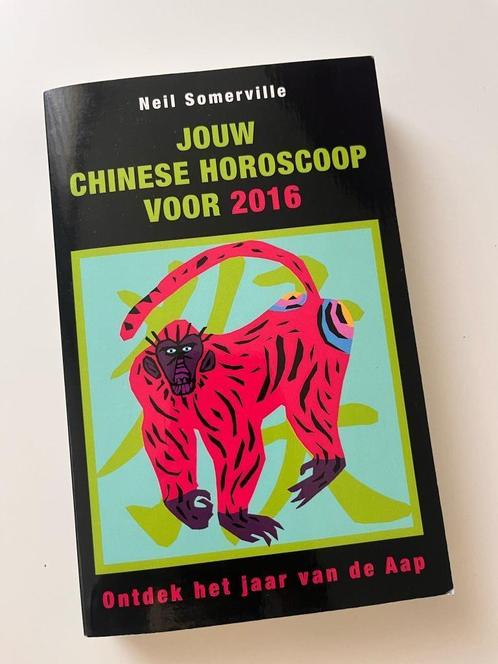 Neil Somerville
JOUW
CHINESE HOROSCOOP
VOOR 2016
Ontdek het jaar van de Aap